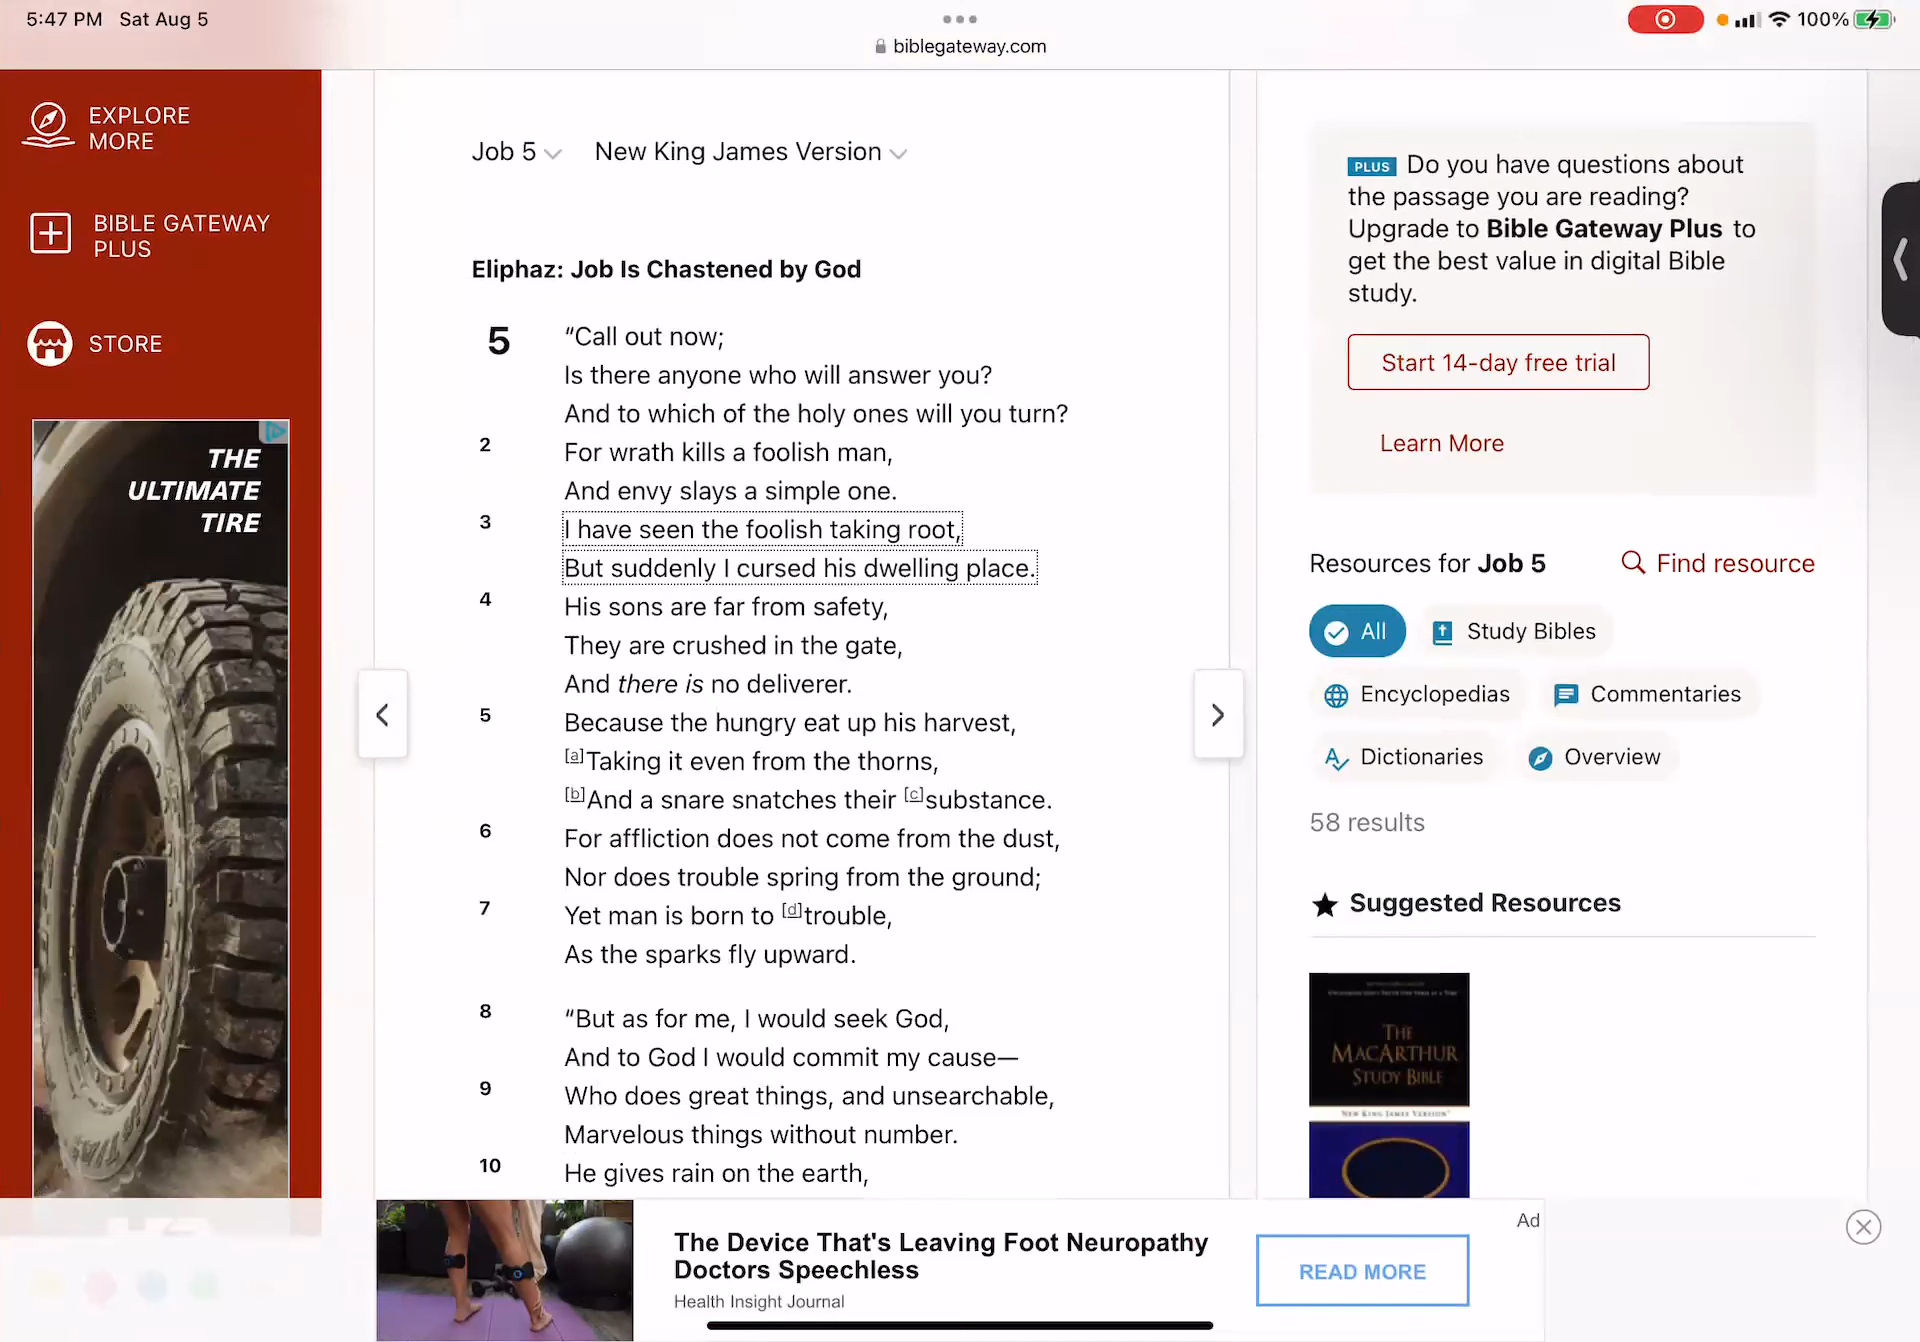 5:47 PM Sat Aug 5
biblegateway.com
100%
EXPLORE
MORE
BIBLE GATEWAY
PLUS
STORE
THE
ULTIMATE
TIRE
Job 5 New King James Version
Eliphaz: Job Is Chastened by God
5 “Call out now;
Is there anyone who will answer you?
And to which of the holy ones will you turn?
2 For wrath kills a foolish man,
And envy slays a simple one.
3 I have seen the foolish taking root,
But suddenly I cursed his dwelling place.
4 His sons are far from safety,
They are crushed in the gate,
And there is no deliverer.
5 Because the hungry eat up his harvest,
[a]Taking it even from the thorns,
[b]And a snare snatches their [c]substance.
6 For affliction does not come from the dust,
Nor does trouble spring from the ground;
7 Yet man is born to [d]trouble,
As the sparks fly upward.
8 “But as for me, I would seek God,
And to God I would commit my cause—
9 Who does great things, and unsearchable,
Marvelous things without number.
10 He gives rain on the earth,
PLUS Do you have questions about
the passage you are reading?
Upgrade to Bible Gateway Plus to
get the best value in digital Bible
study.
Start 14-day free trial
Learn More
Resources for Job 5 Find resource
All Study Bibles
Encyclopedias Commentaries
Dictionaries Overview
58 results
Suggested Resources
THE
MACARTHUR
STUDY BIBLE
NEW KING JAMES VERSION
The Device That's Leaving Foot Neuropathy
Doctors Speechless
Health Insight Journal
READ MORE
Ad